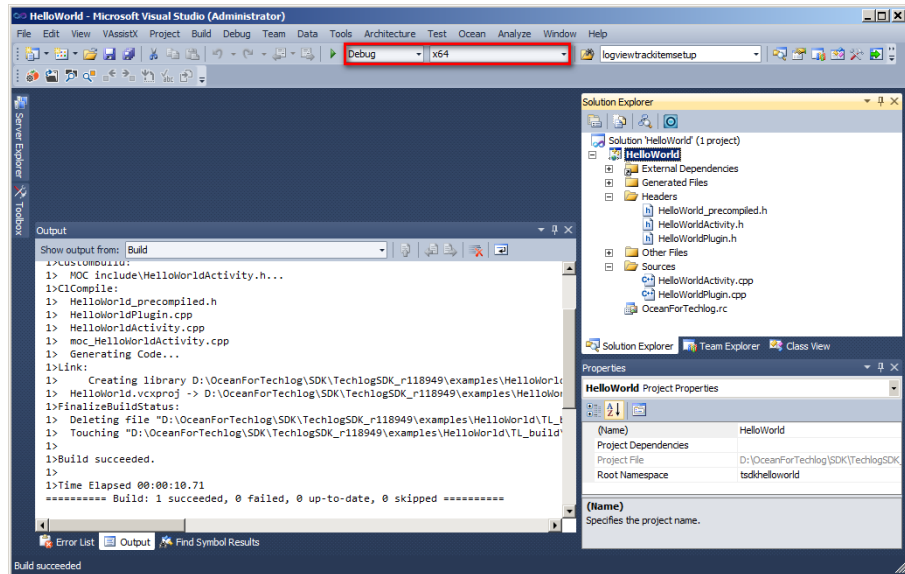 HelloWorld - Microsoft Visual Studio (Administrator)
File Edit View VAssistX Project Build Debug Team Data Tools Architecture Test Ocean Analyze Window Help
Debug x64 logviewtrackitemsetup
Server Explorer
Toolbox
Output
Show output from: Build
1>CustomBuild:
1>  MOC include\HelloWorldActivity.h...
1>ClCompile:
1>  HelloWorld_precompiled.h
1>  HelloWorldPlugin.cpp
1>  HelloWorldActivity.cpp
1>  moc_HelloWorldActivity.cpp
1>  Generating Code...
1>Link:
1>     Creating library D:\OceanForTechlog\SDK\TechlogSDK_r118949\examples\HelloWorld
1>  HelloWorld.vcxproj -> D:\OceanForTechlog\SDK\TechlogSDK_r118949\examples\HelloWor
1>FinalizeBuildStatus:
1>  Deleting file "D:\OceanForTechlog\SDK\TechlogSDK_r118949\examples\HelloWorld\TL_b
1>  Touching "D:\OceanForTechlog\SDK\TechlogSDK_r118949\examples\HelloWorld\TL_build\
1>
1>Build succeeded.
1>
1>Time Elapsed 00:00:10.71
========== Build: 1 succeeded, 0 failed, 0 up-to-date, 0 skipped ==========
Error List Output Find Symbol Results
Solution Explorer
Solution 'HelloWorld' (1 project)
HelloWorld
External Dependencies
Generated Files
Headers
HelloWorld_precompiled.h
HelloWorldActivity.h
HelloWorldPlugin.h
Other Files
Sources
HelloWorldActivity.cpp
HelloWorldPlugin.cpp
OceanForTechlog.rc
Solution Explorer Team Explorer Class View
Properties
HelloWorld Project Properties
(Name) HelloWorld
Project Dependencies
Project File D:\OceanForTechlog\SDK\TechlogSDK_
Root Namespace tsdkhelloworld
(Name)
Specifies the project name.
Build succeeded